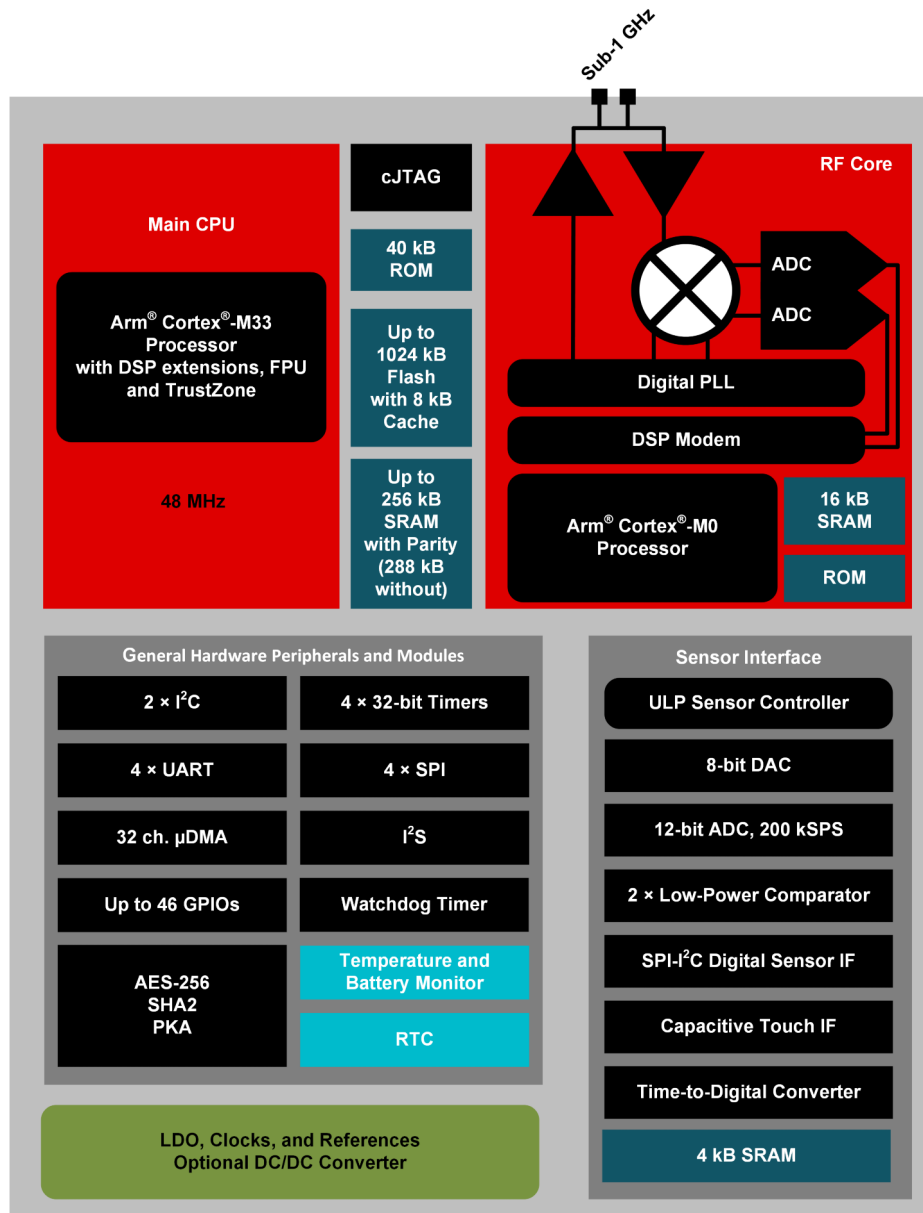 Sub-1 GHz
Main CPU
Arm® Cortex®-M33
Processor
with DSP extensions, FPU
and TrustZone
48 MHz
cJTAG
40 kB
ROM
Up to
1024 kB
Flash
with 8 kB
Cache
Up to
256 kB
SRAM
with Parity
(288 kB
without)
RF Core
ADC
ADC
Digital PLL
DSP Modem
Arm® Cortex®-M0
Processor
16 kB
SRAM
ROM
General Hardware Peripherals and Modules
2 × I²C
4 × 32-bit Timers
4 × UART
4 × SPI
32 ch. µDMA
I²S
Up to 46 GPIOs
Watchdog Timer
AES-256
SHA2
PKA
Temperature and
Battery Monitor
RTC
LDO, Clocks, and References
Optional DC/DC Converter
Sensor Interface
ULP Sensor Controller
8-bit DAC
12-bit ADC, 200 kSPS
2 × Low-Power Comparator
SPI-I²C Digital Sensor IF
Capacitive Touch IF
Time-to-Digital Converter
4 kB SRAM